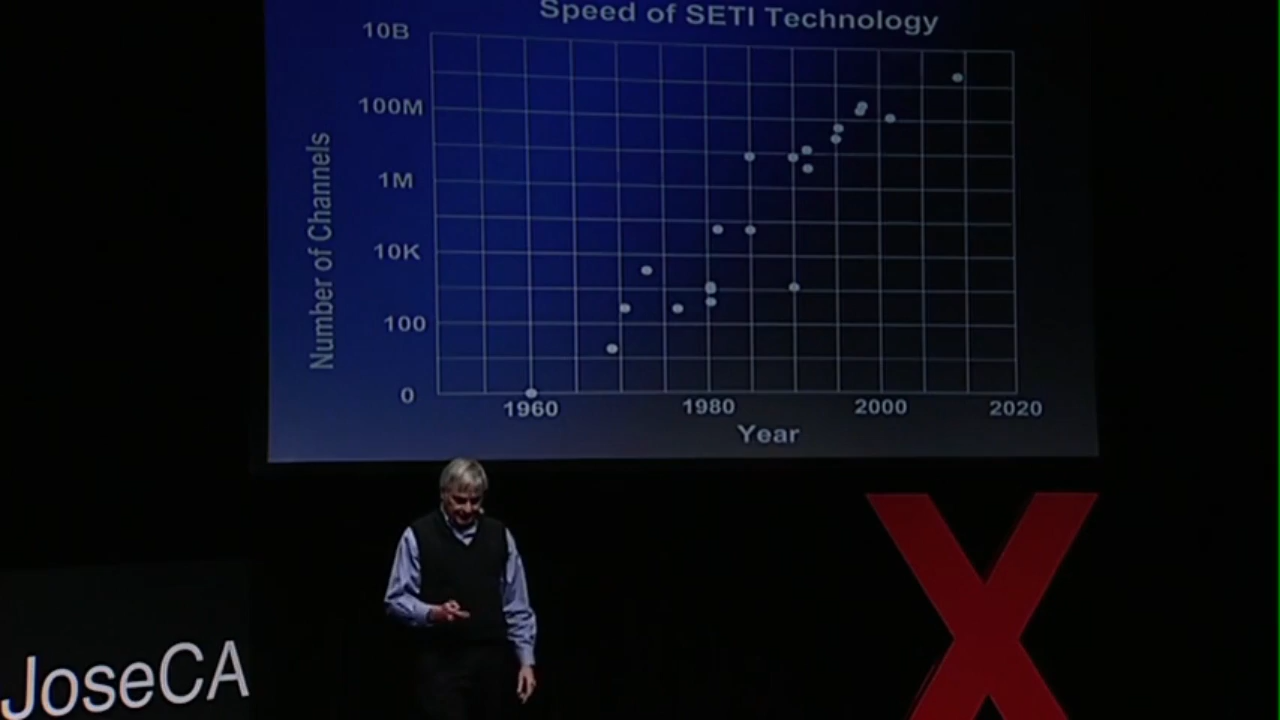 Speed of SETI Technology
10B
100M
1M
10K
100
0
Number of Channels
1960 1980 2000 2020
Year
JoseCA
X